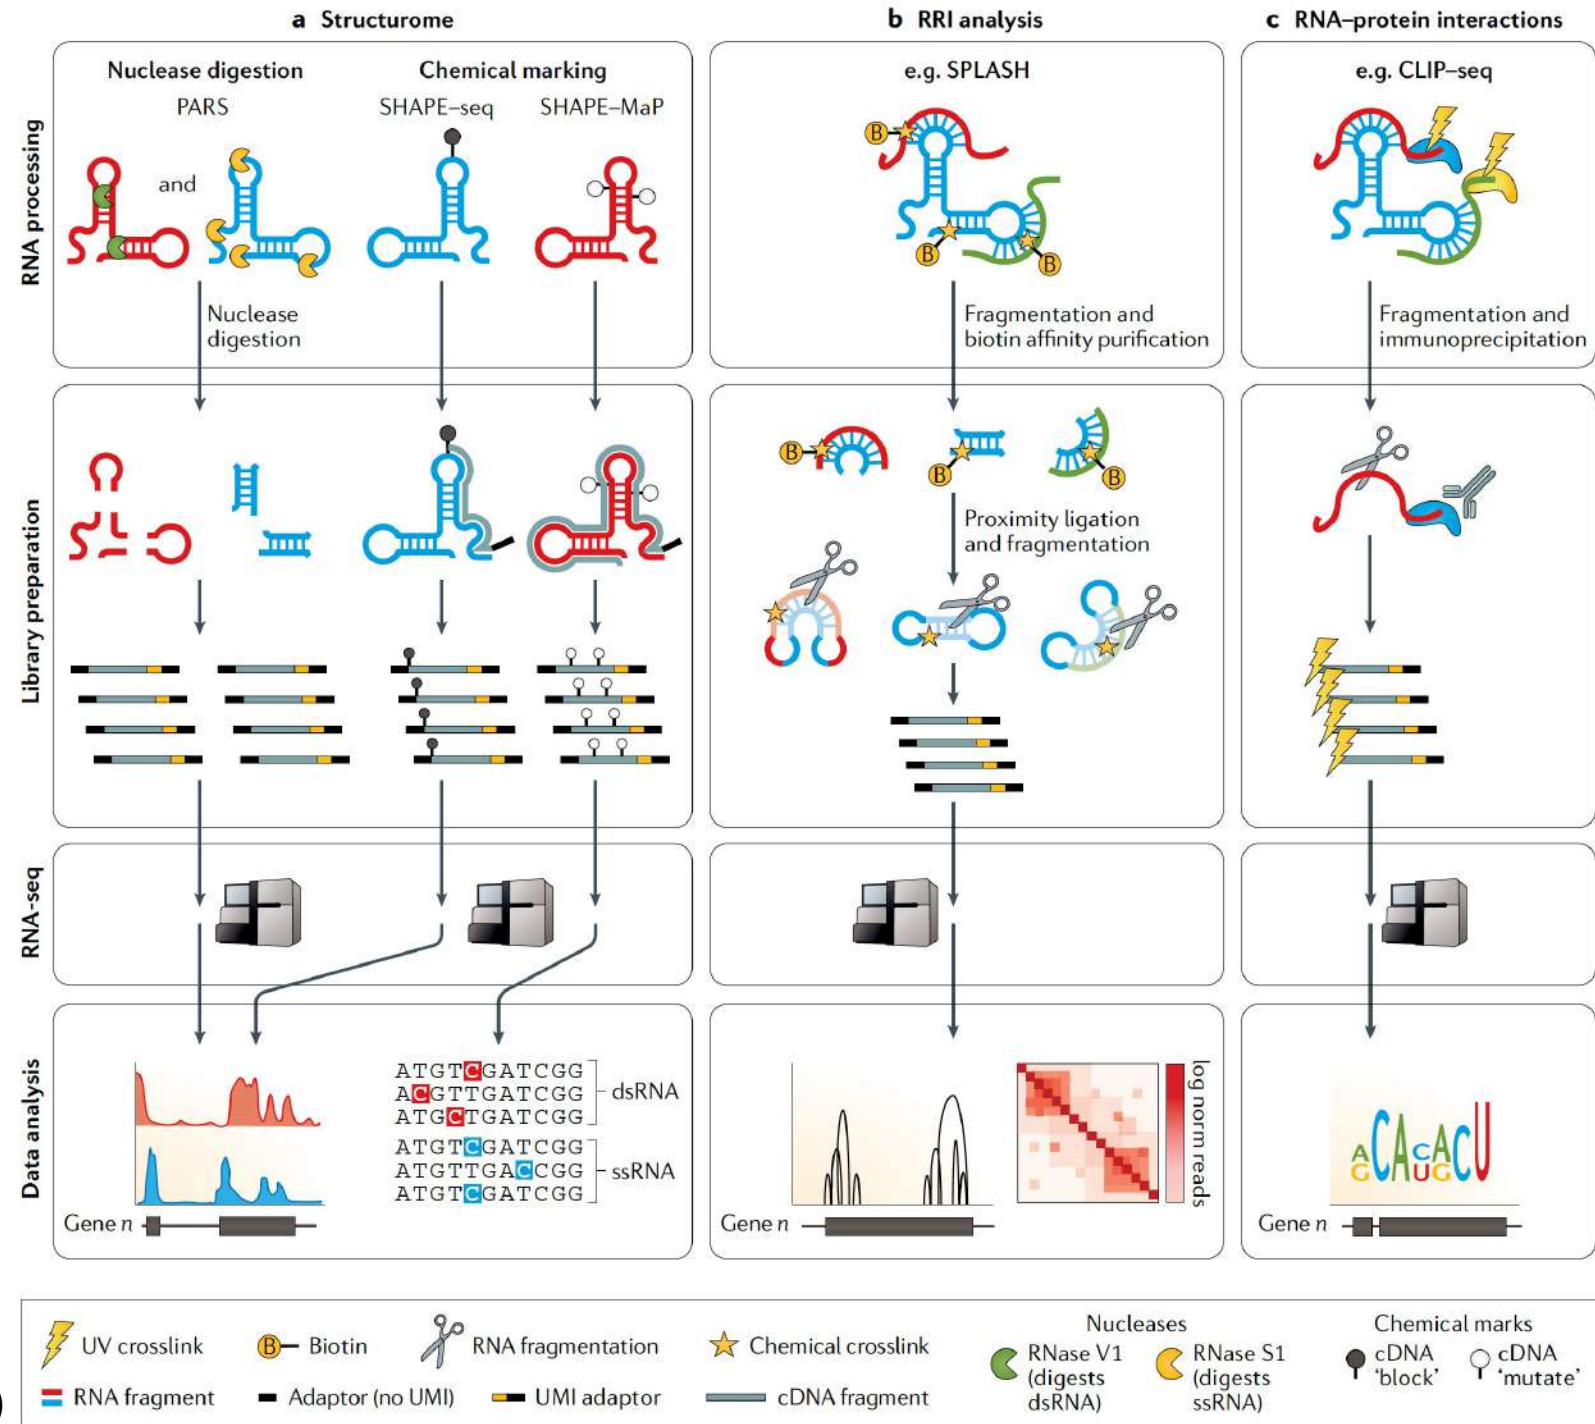 a Structurome
b RRI analysis
c RNA–protein interactions
RNA processing
Nuclease digestion
PARS
and
Nuclease
digestion
Chemical marking
SHAPE–seq
SHAPE–MaP
e.g. SPLASH
B
B
B
Fragmentation and
biotin affinity purification
e.g. CLIP–seq
Fragmentation and
immunoprecipitation
Library preparation
B
B
B
Proximity ligation
and fragmentation
RNA-seq
Data analysis
Gene n
ATGTCGATCGG
ACGTTGATCGG
ATGCTGATCGG
dsRNA
ATGTCGATCGG
ATGTTGACCGG
ATGTCGATCGG
ssRNA
Gene n
log norm reads
A CA C A CU
G U G
Gene n
UV crosslink
B Biotin
RNA fragmentation
Chemical crosslink
RNA fragment
Adaptor (no UMI)
UMI adaptor
cDNA fragment
Nucleases
RNase V1
(digests
dsRNA)
RNase S1
(digests
ssRNA)
Chemical marks
cDNA
'block'
cDNA
'mutate'